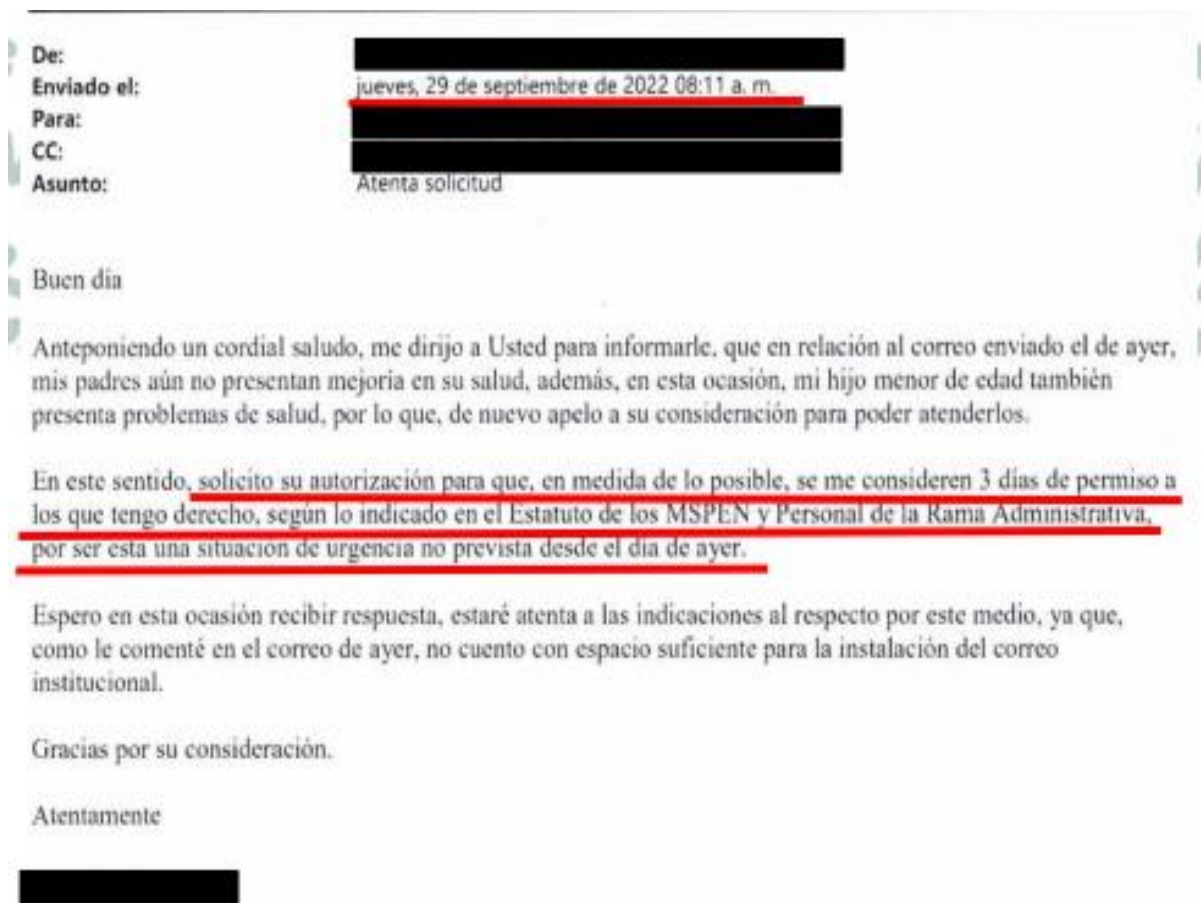 De:
Enviado el: jueves, 29 de septiembre de 2022 08:11 a. m.
Para:
CC:
Asunto: Atenta solicitud
Buen día
Anteponiendo un cordial saludo, me dirijo a Usted para informarle, que en relación al correo enviado el de ayer,
mis padres aún no presentan mejoría en su salud, además, en esta ocasión, mi hijo menor de edad también
presenta problemas de salud, por lo que, de nuevo apelo a su consideración para poder atenderlos.
En este sentido, solicito su autorización para que, en medida de lo posible, se me consideren 3 días de permiso a
los que tengo derecho, según lo indicado en el Estatuto de los MSPEN y Personal de la Rama Administrativa,
por ser esta una situación de urgencia no prevista desde el día de ayer.
Espero en esta ocasión recibir respuesta, estaré atenta a las indicaciones al respecto por este medio, ya que,
como le comenté en el correo de ayer, no cuento con espacio suficiente para la instalación del correo
institucional.
Gracias por su consideración.
Atentamente